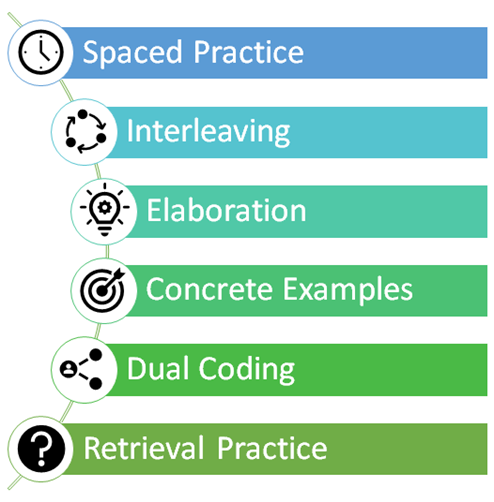 Spaced Practice
Interleaving
Elaboration
Concrete Examples
Dual Coding
?
Retrieval Practice